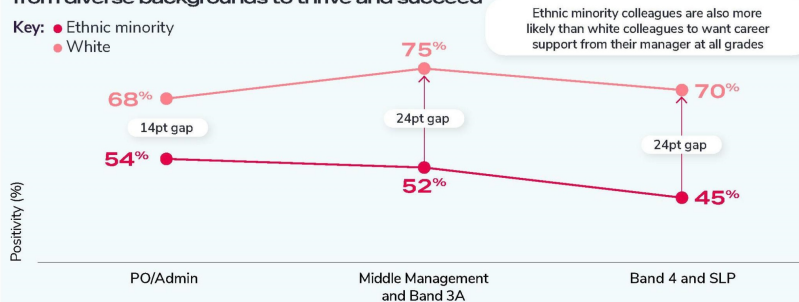 from diverse backgrounds to thrive and succeed
Key: Ethnic minority
White
Ethnic minority colleagues are also more
likely than white colleagues to want career
support from their manager at all grades
75%
68%
70%
14pt gap
24pt gap
24pt gap
54%
52%
45%
Positivity (%)
PO/Admin
Middle Management
and Band 3A
Band 4 and SLP